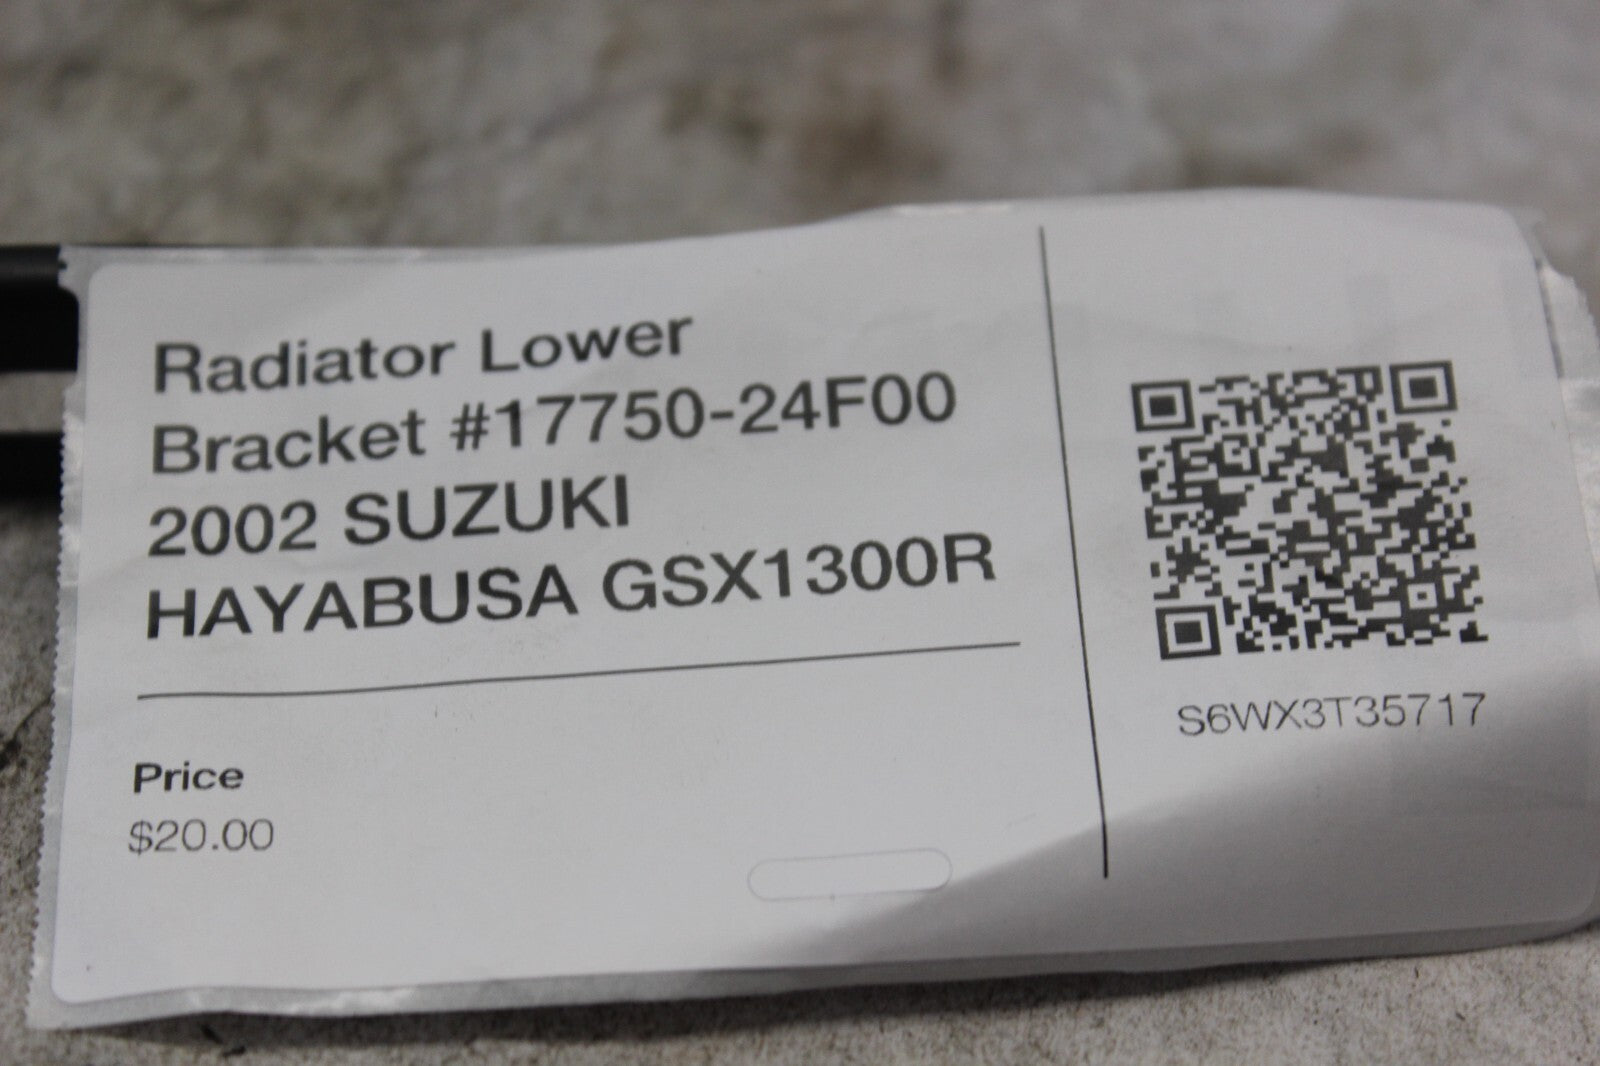 Radiator Lower
Bracket #17750-24F00
2002 SUZUKI
HAYABUSA GSX1300R
Price
$20.00
S6WX3T35717